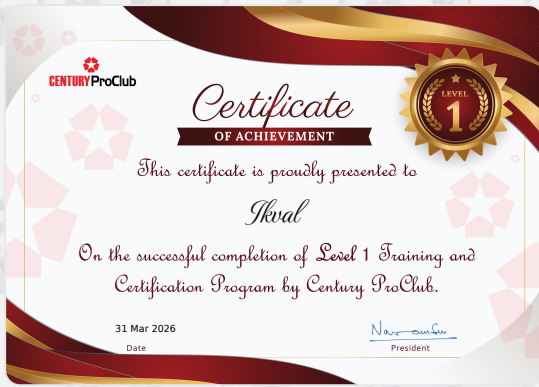 CENTURY ProClub
Certificate
OF ACHIEVEMENT
LEVEL
1
This certificate is proudly presented to
Ikval
On the successful completion of Level 1 Training and
Certification Program by Century ProClub.
31 Mar 2026
Date
President